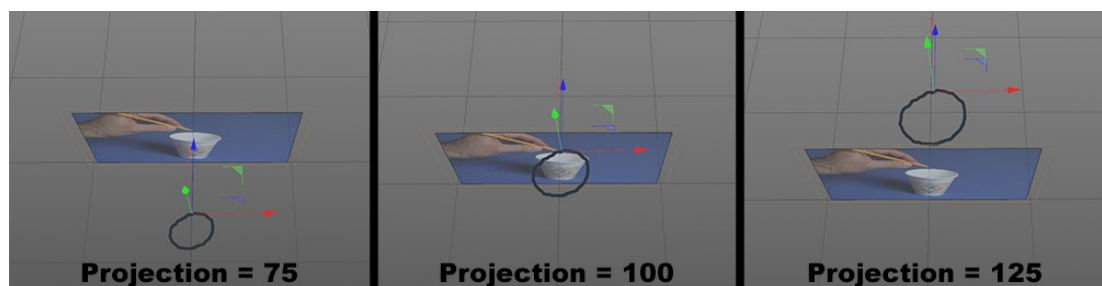 Projection = 75
Projection = 100
Projection = 125